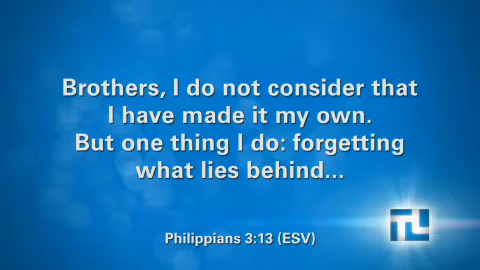 Brothers, I do not consider that
I have made it my own.
But one thing I do: forgetting
what lies behind...
Philippians 3:13 (ESV)